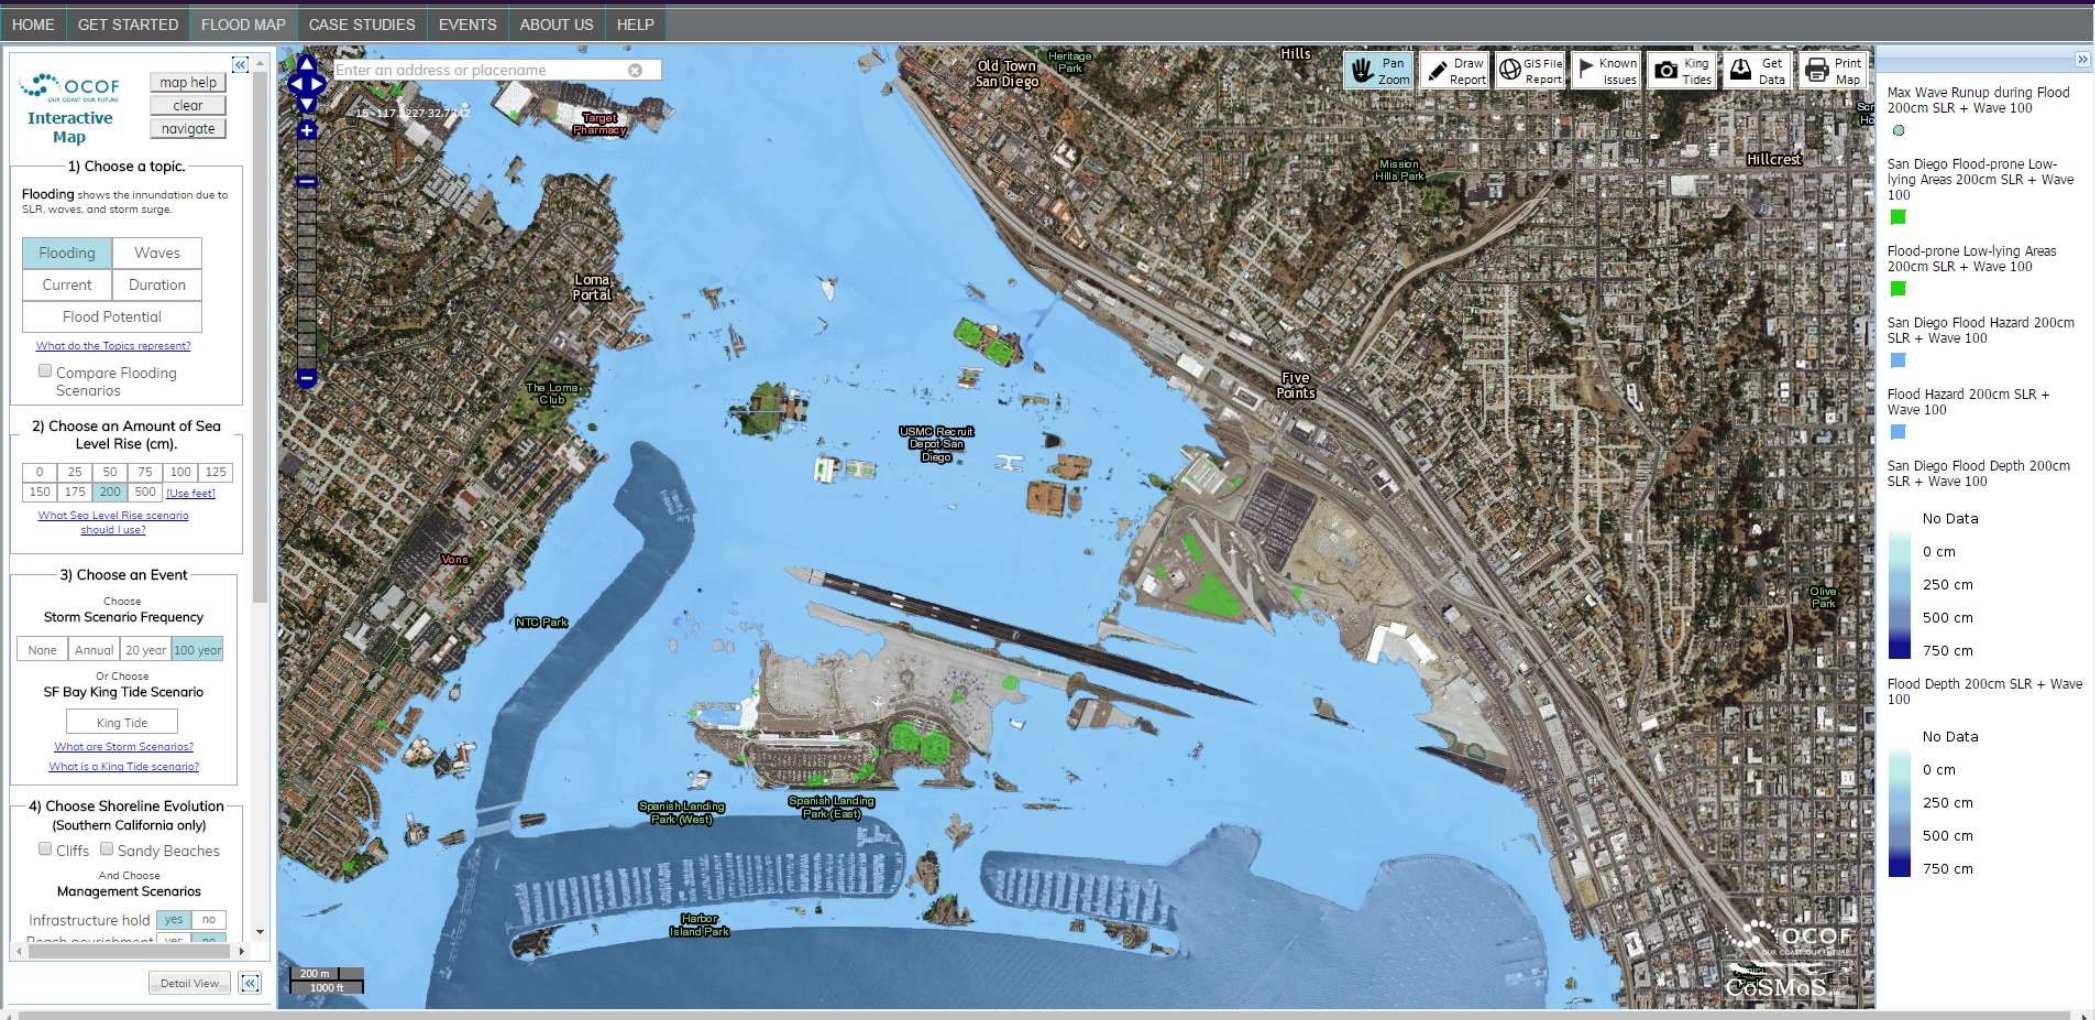 HOME GET STARTED FLOOD MAP CASE STUDIES EVENTS ABOUT US HELP
OCOF
OUR COAST OUR FUTURE
Interactive
Map
map help
clear
navigate
1) Choose a topic.
Flooding shows the innundation due to
SLR, waves, and storm surge.
Flooding Waves
Current Duration
Flood Potential
What do the Topics represent?
Compare Flooding
Scenarios
2) Choose an Amount of Sea
Level Rise (cm).
0 25 50 75 100 125
150 175 200 500 [Use feet]
What Sea Level Rise scenario
should I use?
3) Choose an Event
Choose
Storm Scenario Frequency
None Annual 20 year 100 year
Or Choose
SF Bay King Tide Scenario
King Tide
What are Storm Scenarios?
What is a King Tide scenario?
4) Choose Shoreline Evolution
(Southern California only)
Cliffs Sandy Beaches
And Choose
Management Scenarios
Infrastructure hold yes no
Beach nourishment yes no
Detail View
Enter an address or placename
Pan
Zoom
Draw
Report
GIS File
Report
Known
Issues
King
Tides
Get
Data
Print
Map
Old Town
San Diego
Heritage
Park
Hills
Target
Pharmacy
Mission
Hills Park
Hillcrest
Loma
Portal
The Loma
Club
Five
Points
USMC Recruit
Depot San
Diego
Vons
NTC Park
Olive
Park
Spanish Landing
Park (West)
Spanish Landing
Park (East)
Harbor
Island Park
200 m
1000 ft
OCOF
OUR COAST OUR FUTURE
CoSMoS
Max Wave Runup during Flood
200cm SLR + Wave 100
San Diego Flood-prone Low-
lying Areas 200cm SLR + Wave
100
Flood-prone Low-lying Areas
200cm SLR + Wave 100
San Diego Flood Hazard 200cm
SLR + Wave 100
Flood Hazard 200cm SLR +
Wave 100
San Diego Flood Depth 200cm
SLR + Wave 100
No Data
0 cm
250 cm
500 cm
750 cm
Flood Depth 200cm SLR + Wave
100
No Data
0 cm
250 cm
500 cm
750 cm